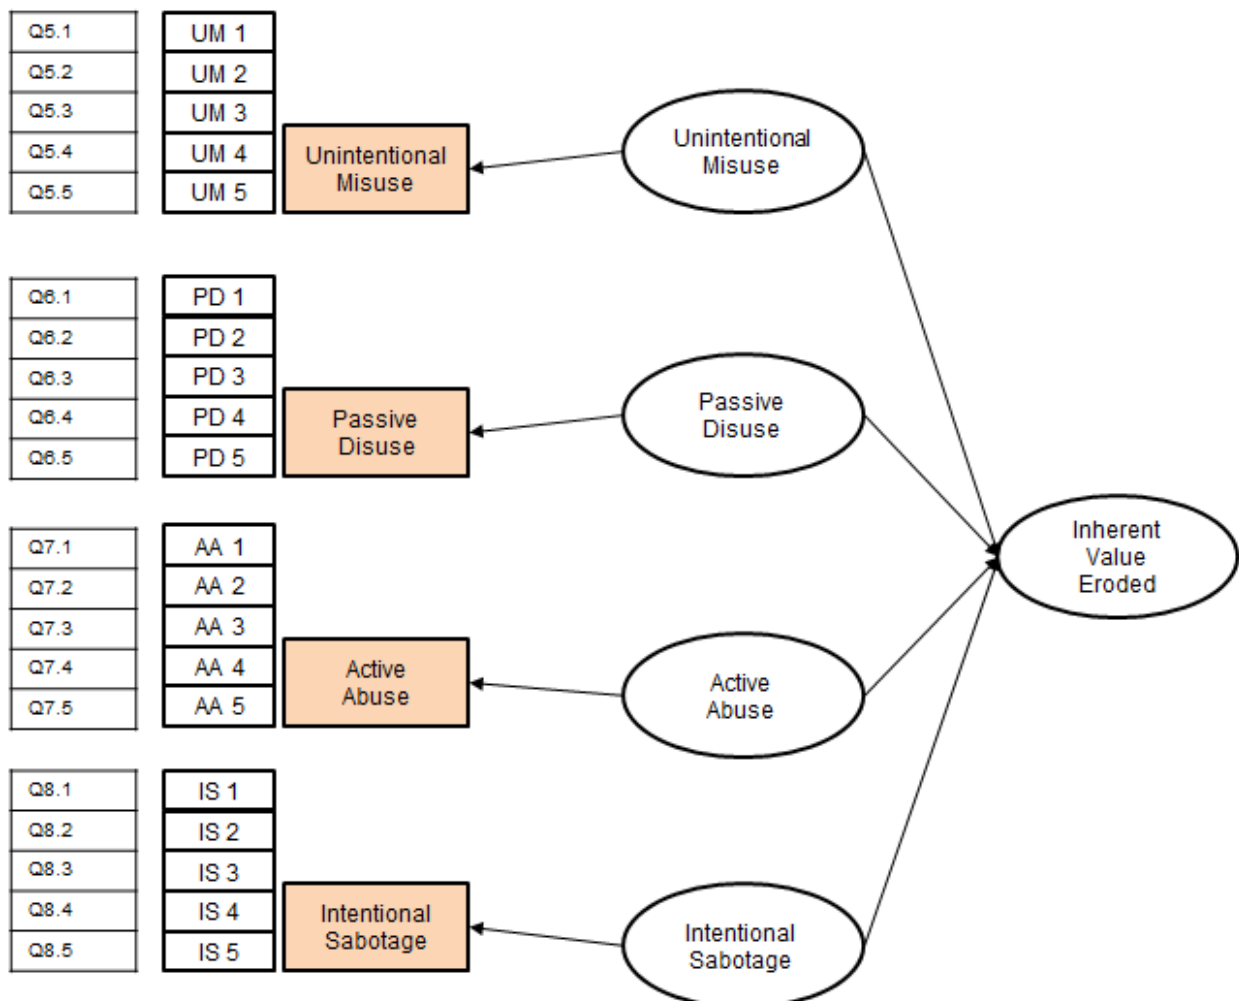 Q5.1 UM 1
Q5.2 UM 2
Q5.3 UM 3
Q5.4 UM 4
Q5.5 UM 5
Unintentional
Misuse
Unintentional
Misuse
Q6.1 PD 1
Q6.2 PD 2
Q6.3 PD 3
Q6.4 PD 4
Q6.5 PD 5
Passive
Disuse
Passive
Disuse
Q7.1 AA 1
Q7.2 AA 2
Q7.3 AA 3
Q7.4 AA 4
Q7.5 AA 5
Active
Abuse
Active
Abuse
Q8.1 IS 1
Q8.2 IS 2
Q8.3 IS 3
Q8.4 IS 4
Q8.5 IS 5
Intentional
Sabotage
Intentional
Sabotage
Inherent
Value
Eroded